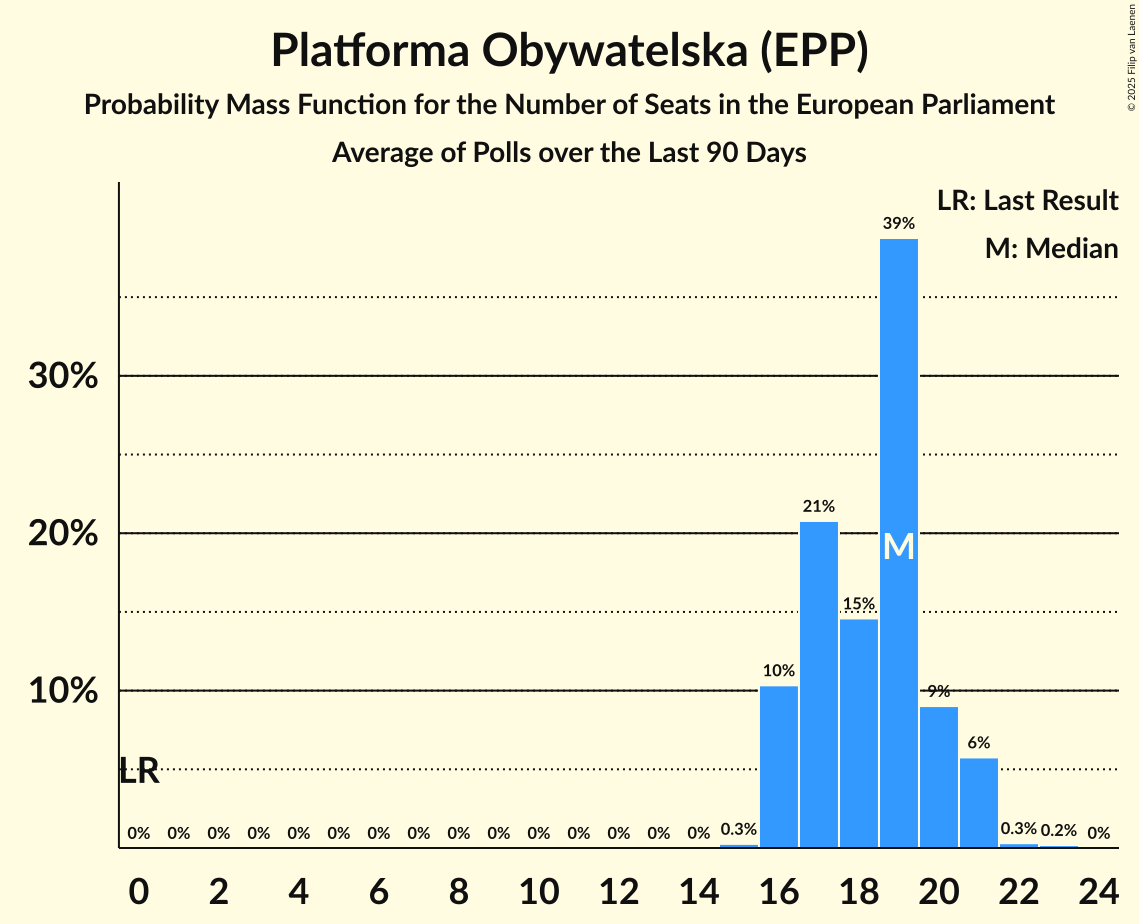 Platforma Obywatelska (EPP)
Probability Mass Function for the Number of Seats in the European Parliament
Average of Polls over the Last 90 Days
© 2025 Filip van Laenen
LR: Last Result
M: Median
39%
30%
21%
20%
M
15%
10%
10%
9%
6%
LR
0% 0% 0% 0% 0% 0% 0% 0% 0% 0% 0% 0% 0% 0% 0% 0.3% 0.3% 0.2% 0%
0 2 4 6 8 10 12 14 16 18 20 22 24